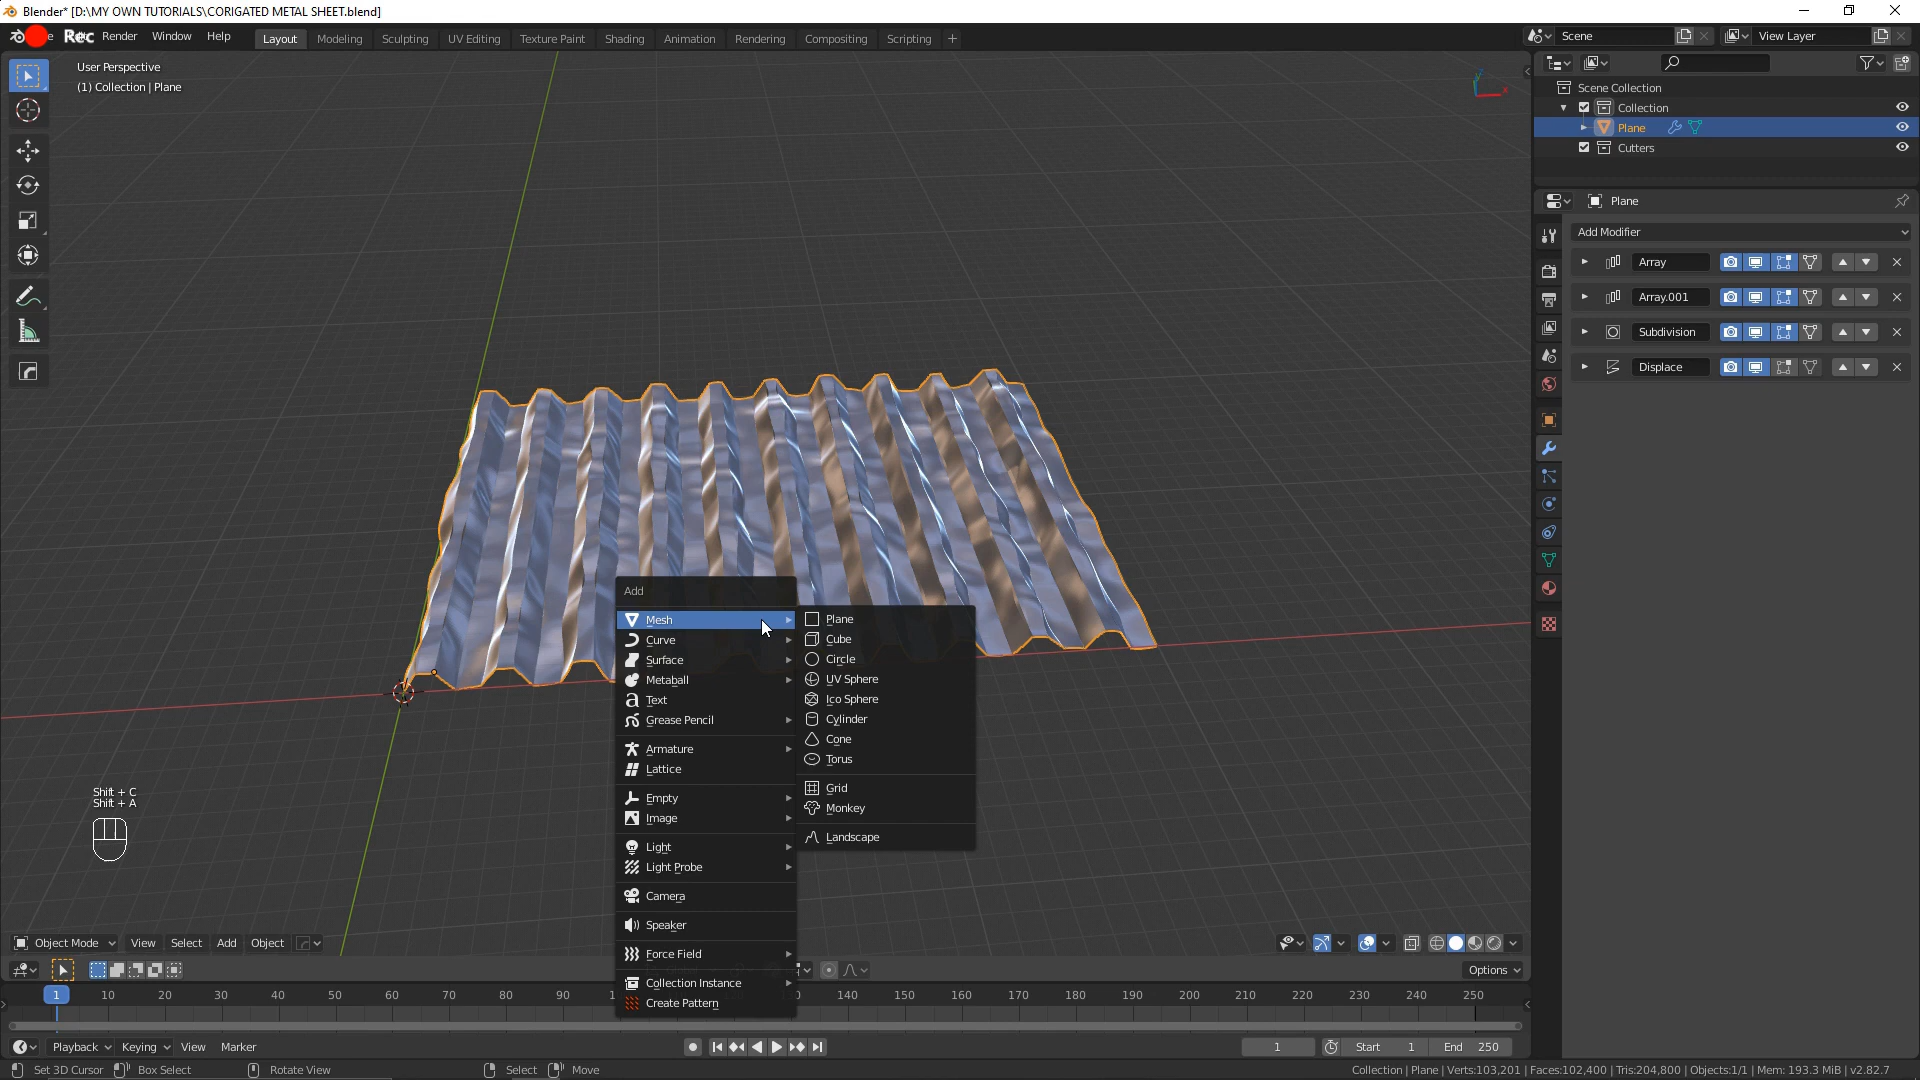 Blender* [D:\MY OWN TUTORIALS\CORIGATED METAL SHEET.blend]
Rec Render Window Help Layout Modeling Sculpting UV Editing Texture Paint Shading Animation Rendering Compositing Scripting + Scene View Layer
User Perspective
(1) Collection | Plane
Scene Collection
Collection
Plane
Cutters
Plane
Add Modifier
Array
Array.001
Subdivision
Displace
Y
X
Add
Mesh
Curve
Surface
Metaball
Text
Grease Pencil
Armature
Lattice
Empty
Image
Light
Light Probe
Camera
Speaker
Force Field
Collection Instance
Create Pattern
Plane
Cube
Circle
UV Sphere
Ico Sphere
Cylinder
Cone
Torus
Grid
Monkey
Landscape
Shift + C
Shift + A
Object Mode View Select Add Object
Options
1 10 20 30 40 50 60 70 80 90 140 150 160 170 180 190 200 210 220 230 240 250
Playback Keying View Marker 1 Start 1 End 250
Set 3D Cursor Box Select Rotate View Select Move Collection | Plane | Verts:103,201 | Faces:102,400 | Tris:204,800 | Objects:1/1 | Mem: 193.3 MiB | v2.82.7